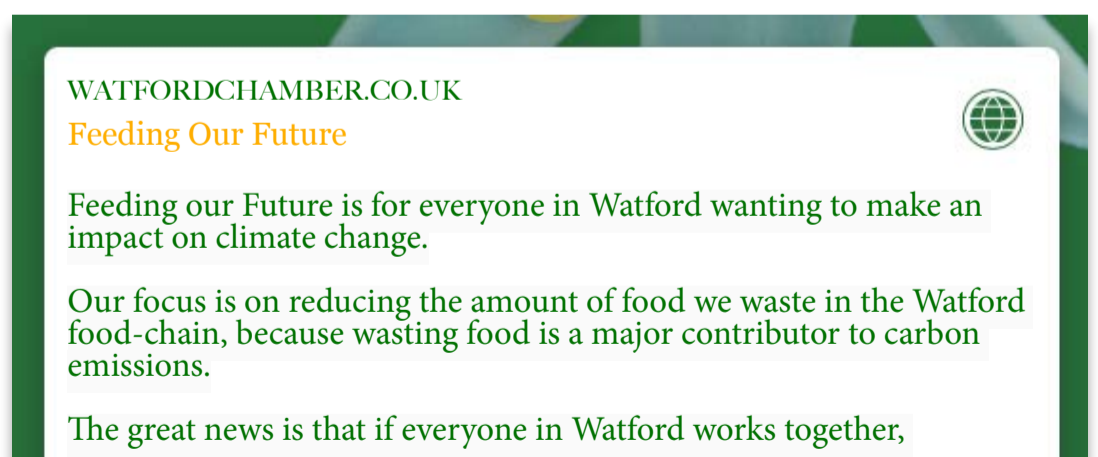 WATFORDCHAMBER.CO.UK
Feeding Our Future
Feeding our Future is for everyone in Watford wanting to make an
impact on climate change.
Our focus is on reducing the amount of food we waste in the Watford
food-chain, because wasting food is a major contributor to carbon
emissions.
The great news is that if everyone in Watford works together,